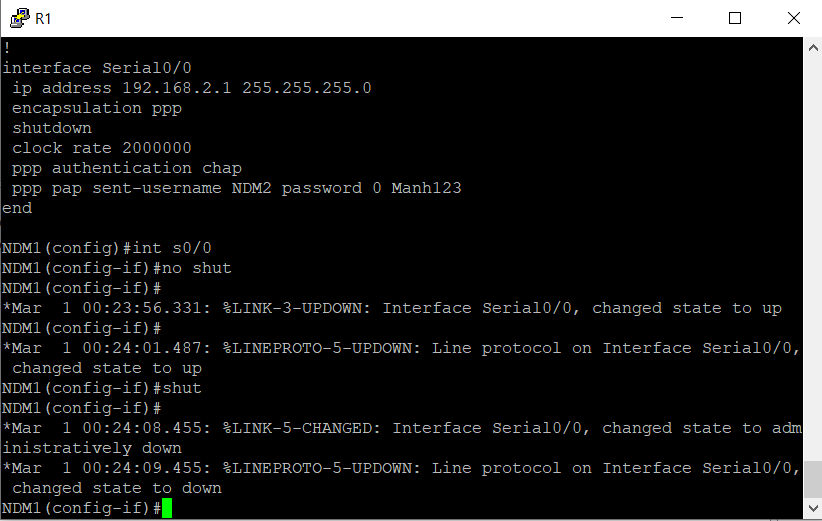 R1
!
interface Serial0/0
 ip address 192.168.2.1 255.255.255.0
 encapsulation ppp
 shutdown
 clock rate 2000000
 ppp authentication chap
 ppp pap sent-username NDM2 password 0 Manh123
end
NDM1(config)#int s0/0
NDM1(config-if)#no shut
NDM1(config-if)#
*Mar  1 00:23:56.331: %LINK-3-UPDOWN: Interface Serial0/0, changed state to up
NDM1(config-if)#
*Mar  1 00:24:01.487: %LINEPROTO-5-UPDOWN: Line protocol on Interface Serial0/0,
 changed state to up
NDM1(config-if)#shut
NDM1(config-if)#
*Mar  1 00:24:08.455: %LINK-5-CHANGED: Interface Serial0/0, changed state to adm
inistratively down
*Mar  1 00:24:09.455: %LINEPROTO-5-UPDOWN: Line protocol on Interface Serial0/0,
 changed state to down
NDM1(config-if)#